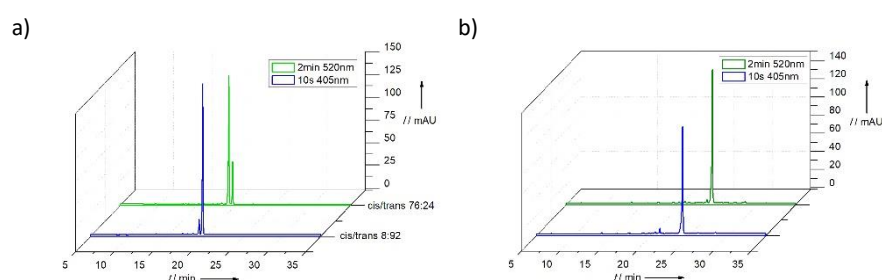 a)
2min 520nm
10s 405nm
150
125
100
75
50
25
0
// mAU
cis/trans 76:24
cis/trans 8:92
5 10 15 20 25 30 35
// min
b)
2min 520nm
10s 405nm
140
120
100
80
60
40
20
0
// mAU
5 10 15 20 25 30 35
// min